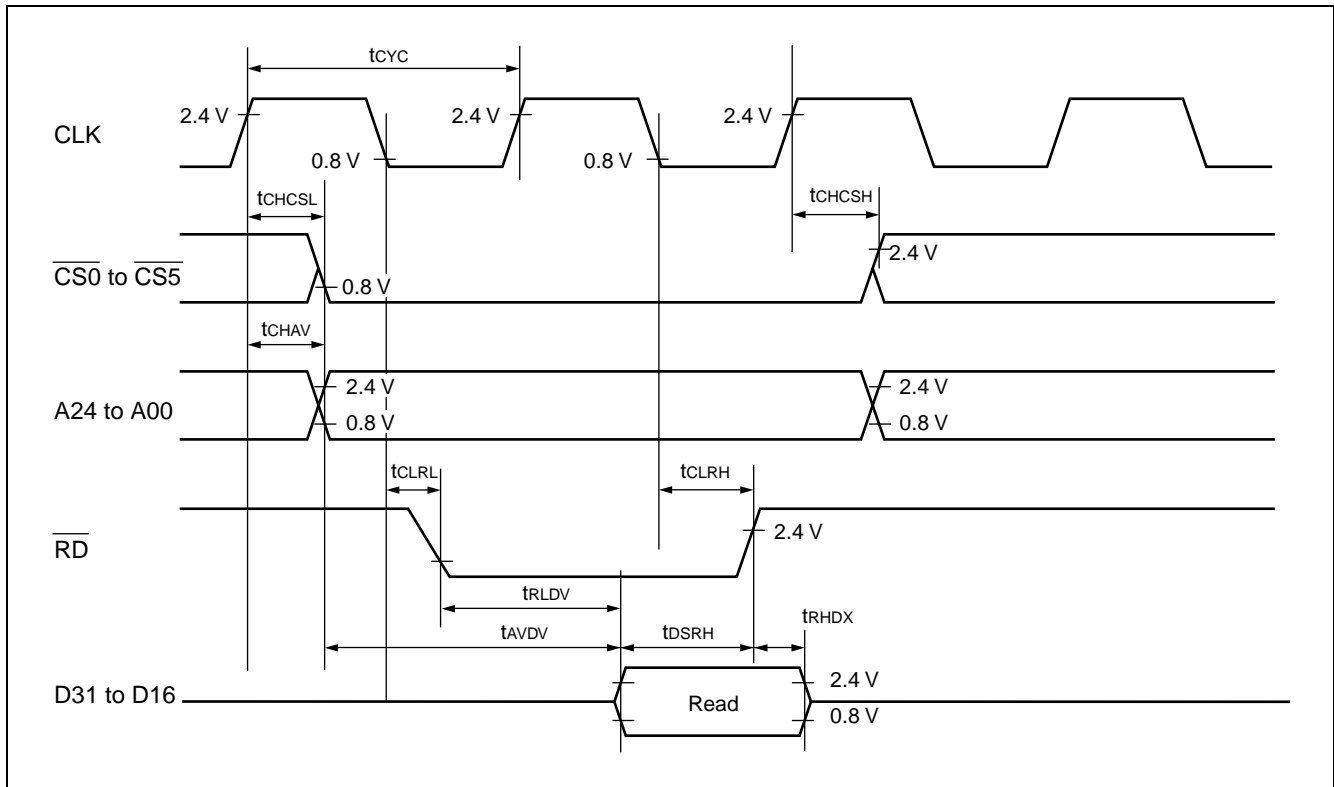 tCYC
2.4 V 2.4 V 2.4 V
CLK
0.8 V 0.8 V
tCHCSL tCHCSH
2.4 V
CS0 to CS5
0.8 V
tCHAV
2.4 V 2.4 V
A24 to A00
0.8 V 0.8 V
tCLRL tCLRH
2.4 V
RD
tRLDV
tRHDX
tAVDV tDSRH
2.4 V
D31 to D16 Read
0.8 V